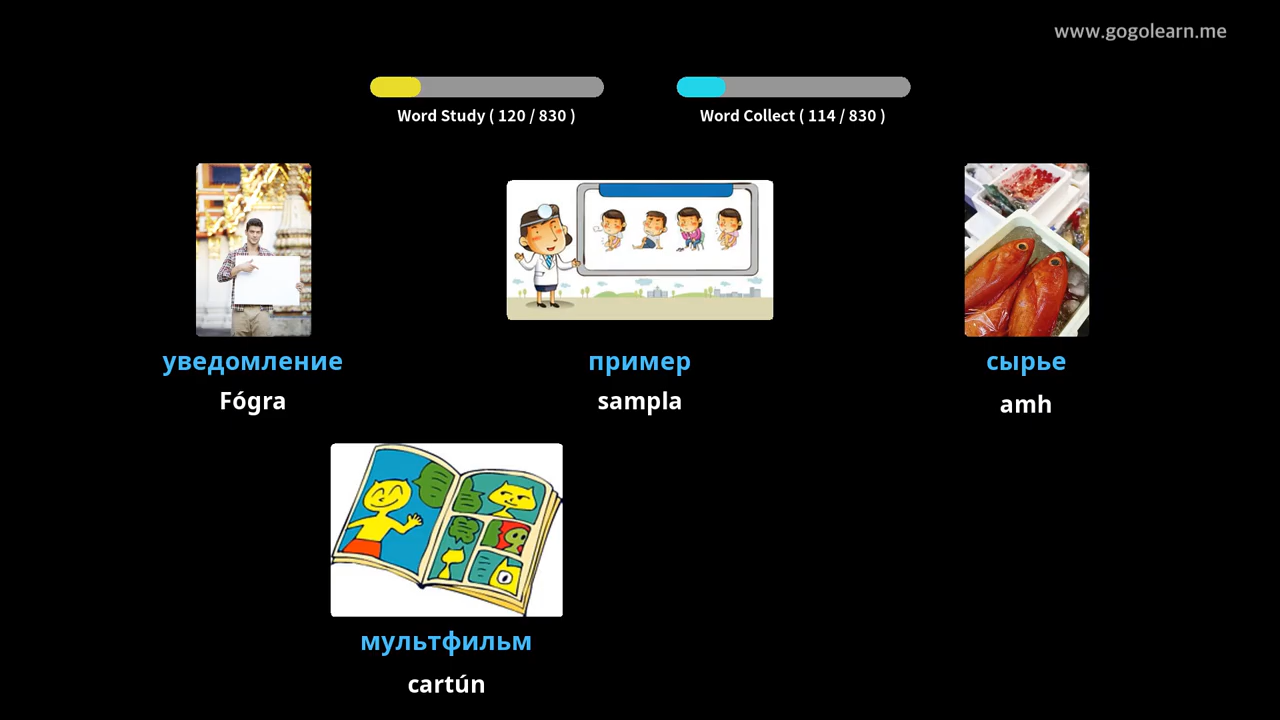 www.gogolearn.me
Word Study ( 120 / 830 )
Word Collect ( 114 / 830 )
уведомление
Fógra
пример
sampla
сырье
amh
мультфильм
cartún